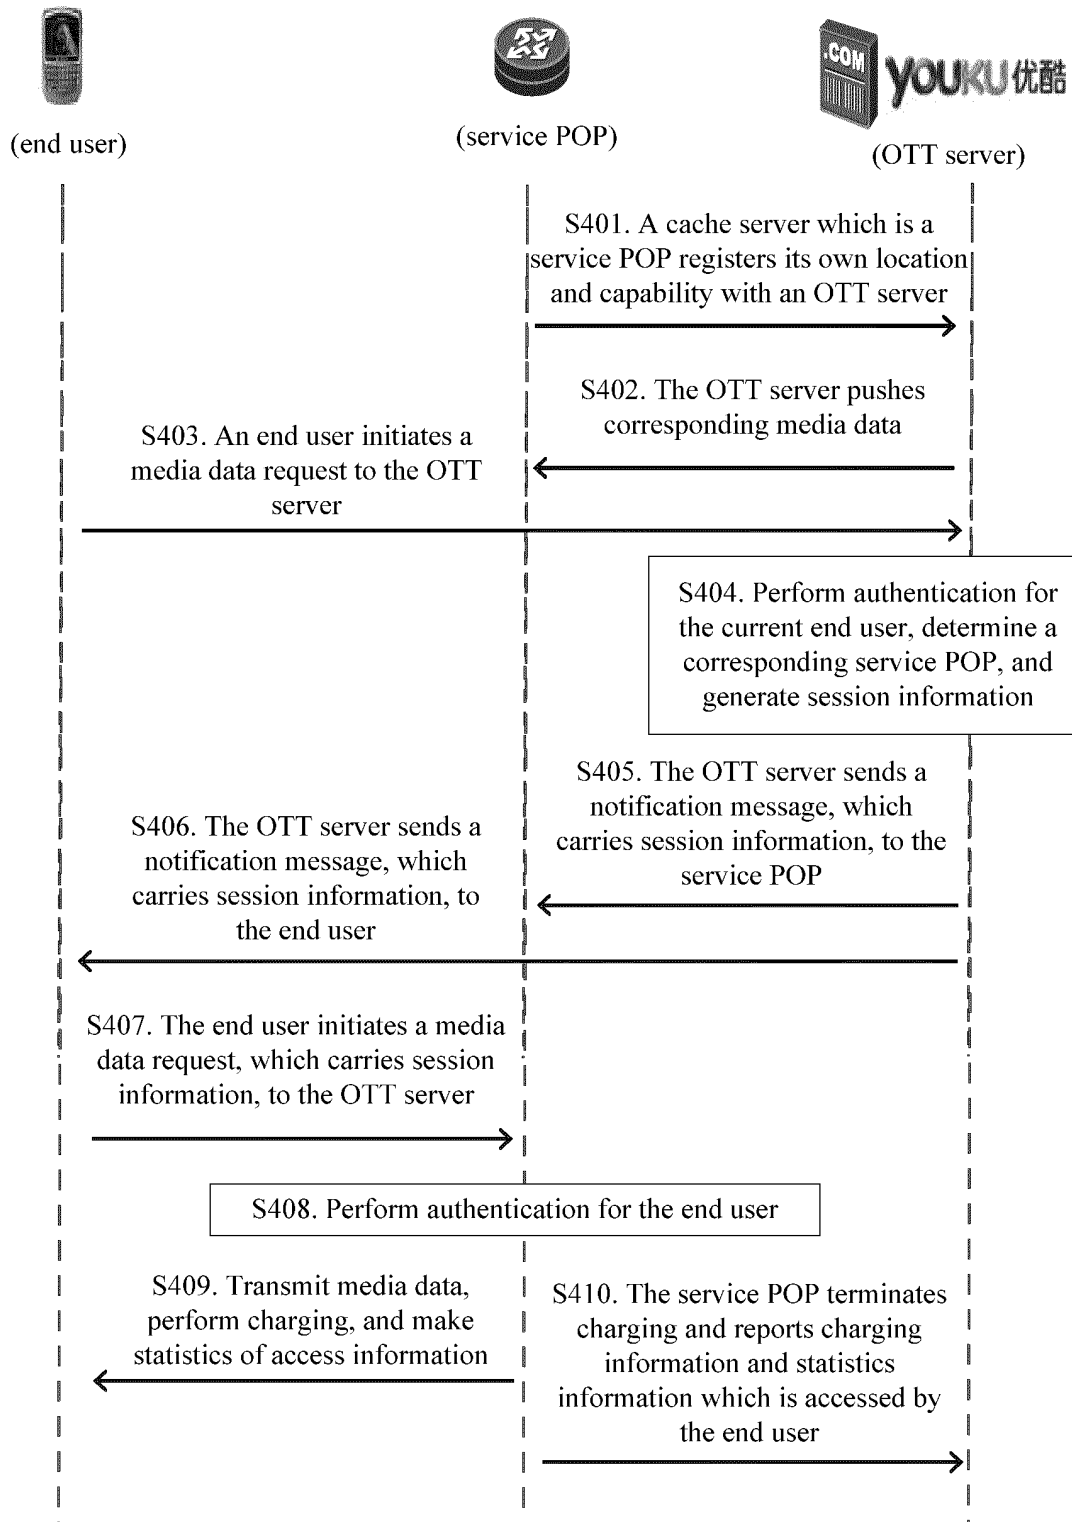 .COM
YOUKU优酷
(end user)
(service POP)
(OTT server)
S401. A cache server which is a
service POP registers its own location
and capability with an OTT server
S402. The OTT server pushes
corresponding media data
S403. An end user initiates a
media data request to the OTT
server
S404. Perform authentication for
the current end user, determine a
corresponding service POP, and
generate session information
S405. The OTT server sends a
notification message, which
carries session information, to the
service POP
S406. The OTT server sends a
notification message, which
carries session information, to
the end user
S407. The end user initiates a media
data request, which carries session
information, to the OTT server
S408. Perform authentication for the end user
S409. Transmit media data,
perform charging, and make
statistics of access information
S410. The service POP terminates
charging and reports charging
information and statistics
information which is accessed by
the end user